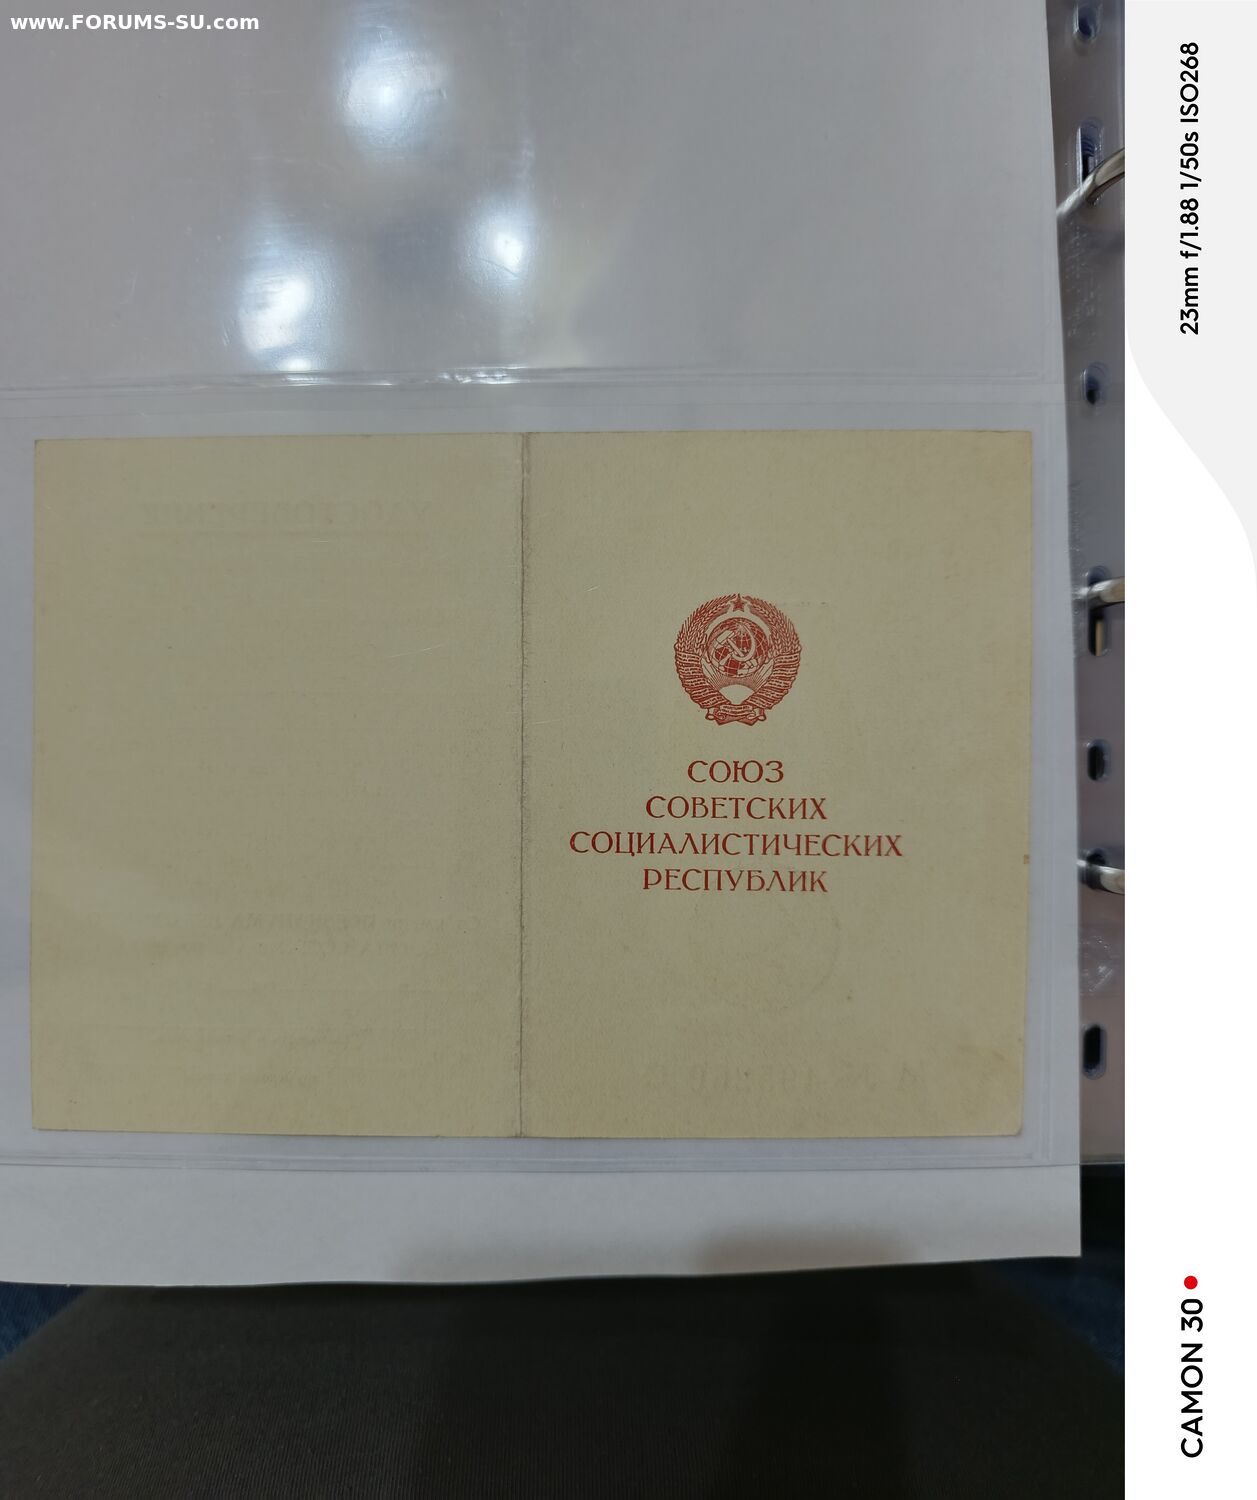 www.FORUMS-SU.com
23mm f/1.88 1/50s ISO268
СОЮЗ
СОВЕТСКИХ
СОЦИАЛИСТИЧЕСКИХ
РЕСПУБЛИК
CAMON 30